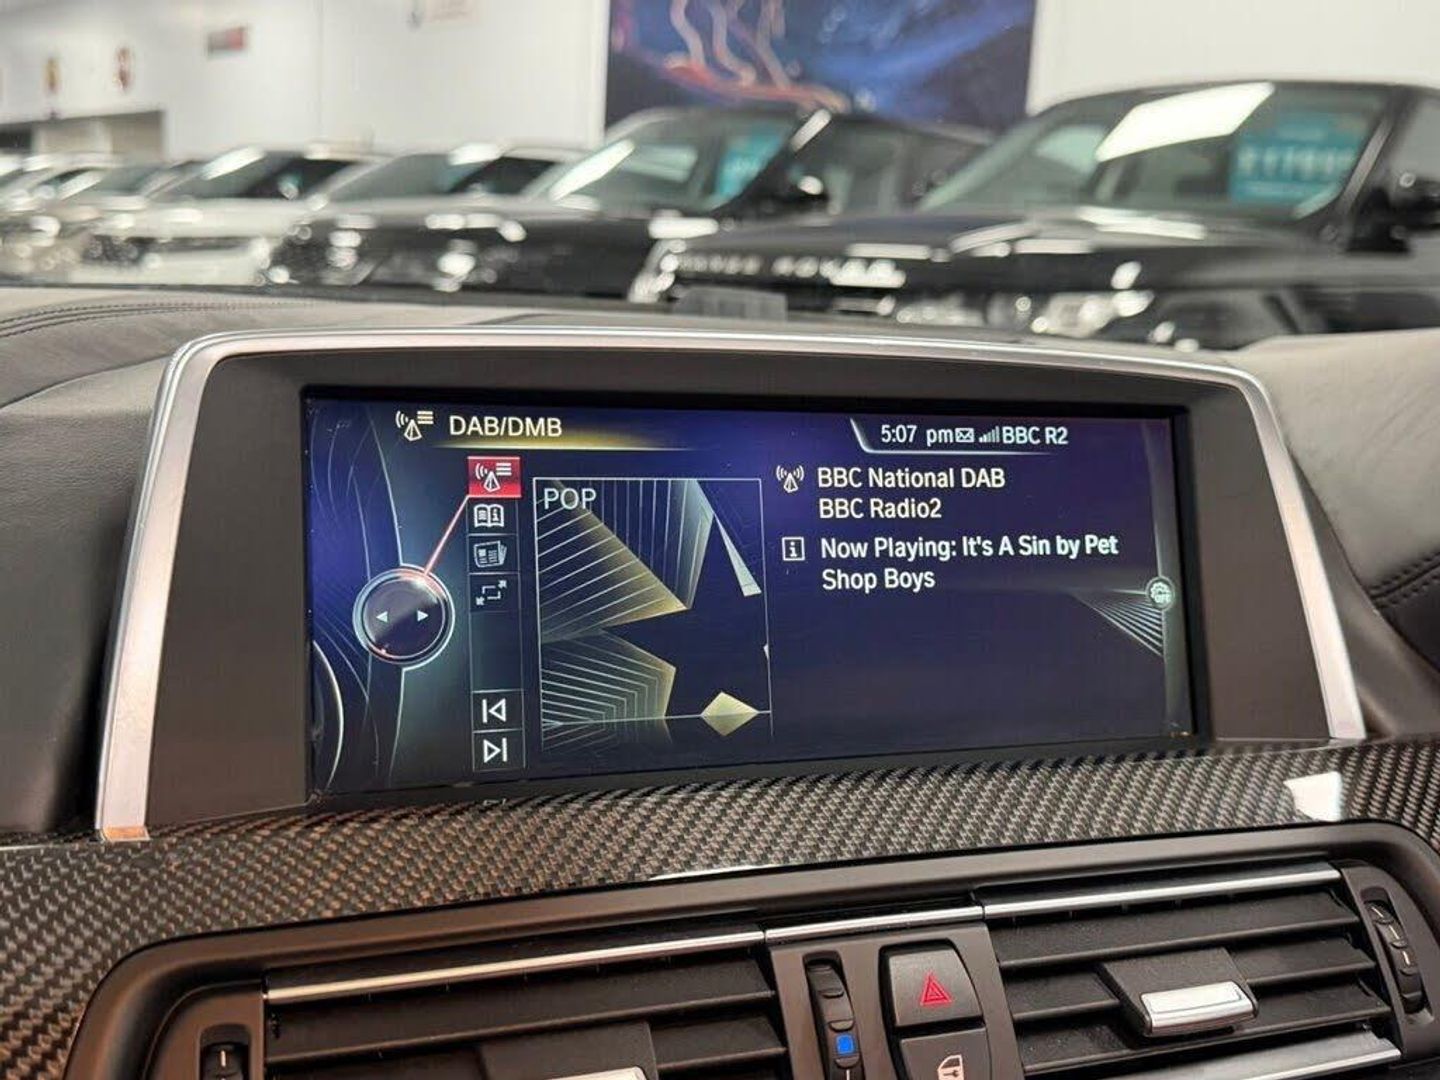 DAB/DMB
5:07 pm BBC R2
POP
BBC National DAB
BBC Radio2
Now Playing: It's A Sin by Pet
Shop Boys